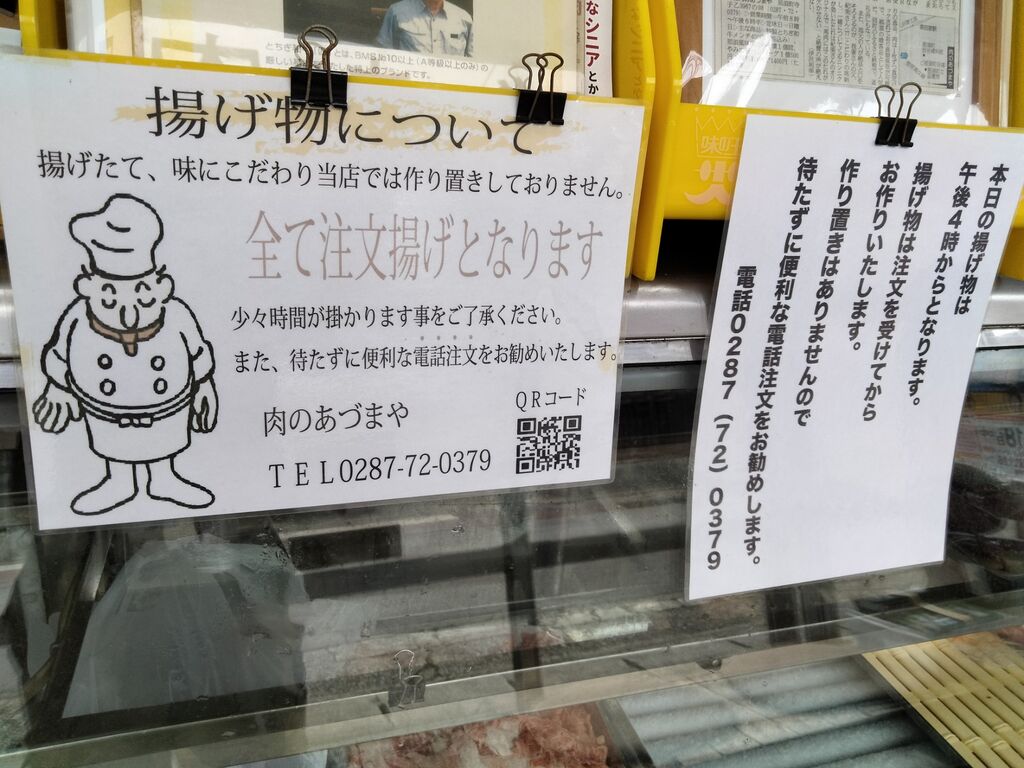 揚げ物について
揚げたて、味にこだわり当店では作り置きしておりません。
全て注文揚げとなります
少々時間が掛かります事をご了承ください。
また、待たずに便利な電話注文をお勧めいたします。
肉のあづまや
QRコード
TEL0287-72-0379
本日の揚げ物は
午後4時からとなります。
揚げ物は注文を受けてから
お作りいたします。
作り置きはありませんので
待たずに便利な電話注文をお勧めします。
電話0287（72）0379
なシニアとか